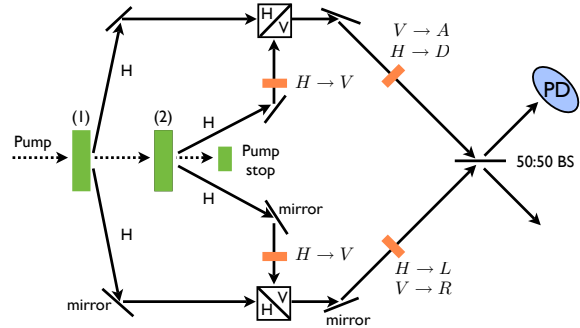 H V
V → A
H → D
H
H → V
PD
(1)
(2)
H
Pump
Pump
stop
50:50 BS
H
mirror
H
H → V
H → L
V → R
mirror
V
H
mirror